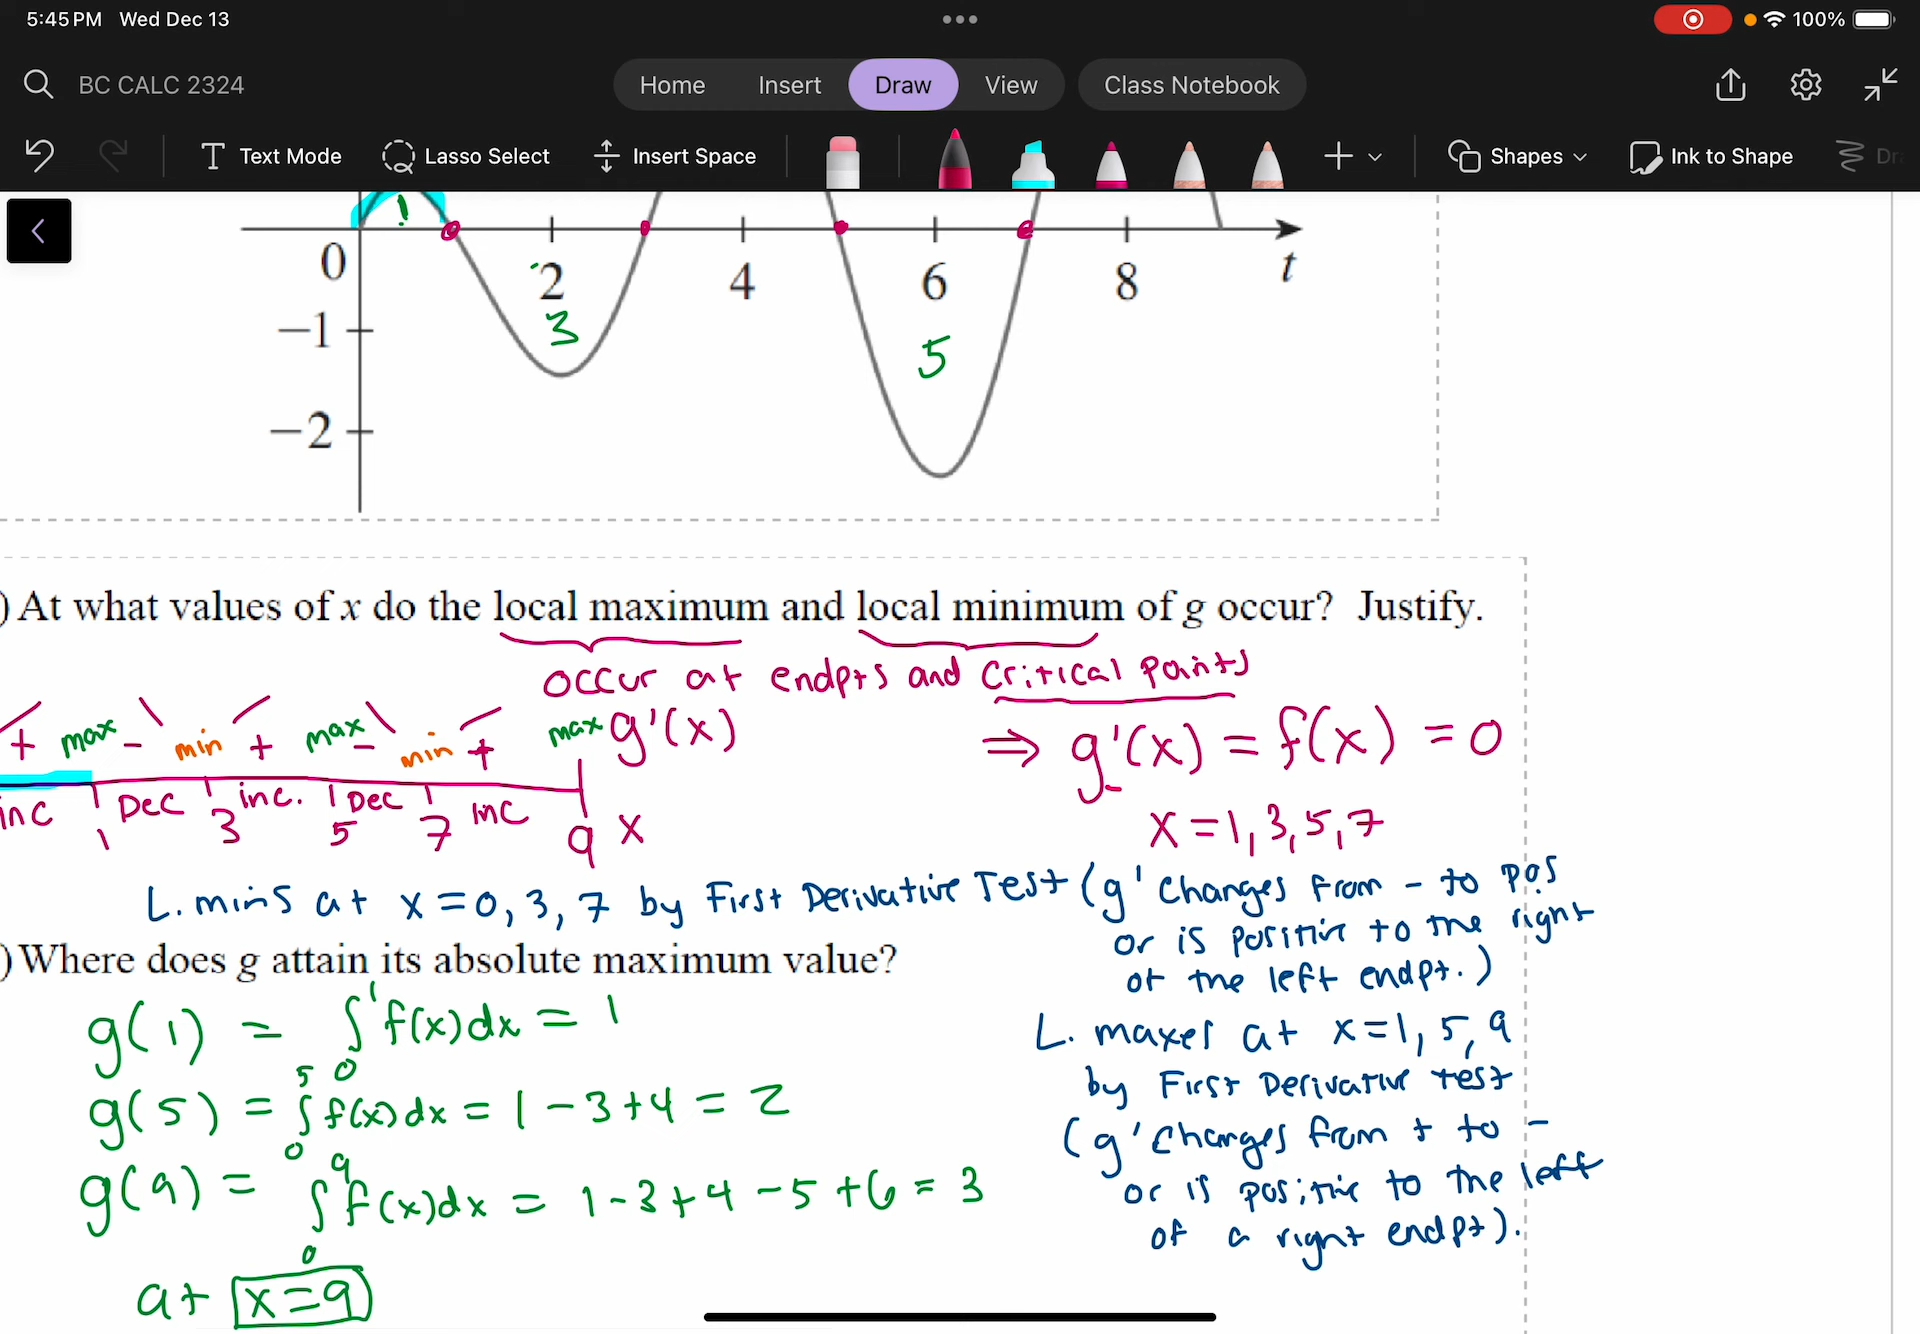 5:45 PM Wed Dec 13
100%
BC CALC 2324
Home Insert Draw View Class Notebook
Text Mode Lasso Select Insert Space Shapes Ink to Shape Dr
1
0 2 4 6 8 t
3
-1
5
-2
) At what values of x do the local maximum and local minimum of g occur? Justify.
occur at endpts and critical points
+ max - min + max - min + max g'(x)
⇒ g'(x) = f(x) = 0
inc 1 Dec 3 inc. 5 Dec 7 inc 9 x
x = 1, 3, 5, 7
L. mins at x = 0, 3, 7 by First Derivative Test (g' changes from - to pos
or is positive to the right
of the left endpt.)
) Where does g attain its absolute maximum value?
g(1) = ∫₀¹ f(x) dx = 1
g(5) = ∫₀⁵ f(x) dx = 1 - 3 + 4 = 2
g(9) = ∫₀⁹ f(x) dx = 1 - 3 + 4 - 5 + 6 = 3
at x = 9
L. maxes at x = 1, 5, 9
by First Derivative test
(g' changes from + to -
or is positive to the left
of a right endpt).